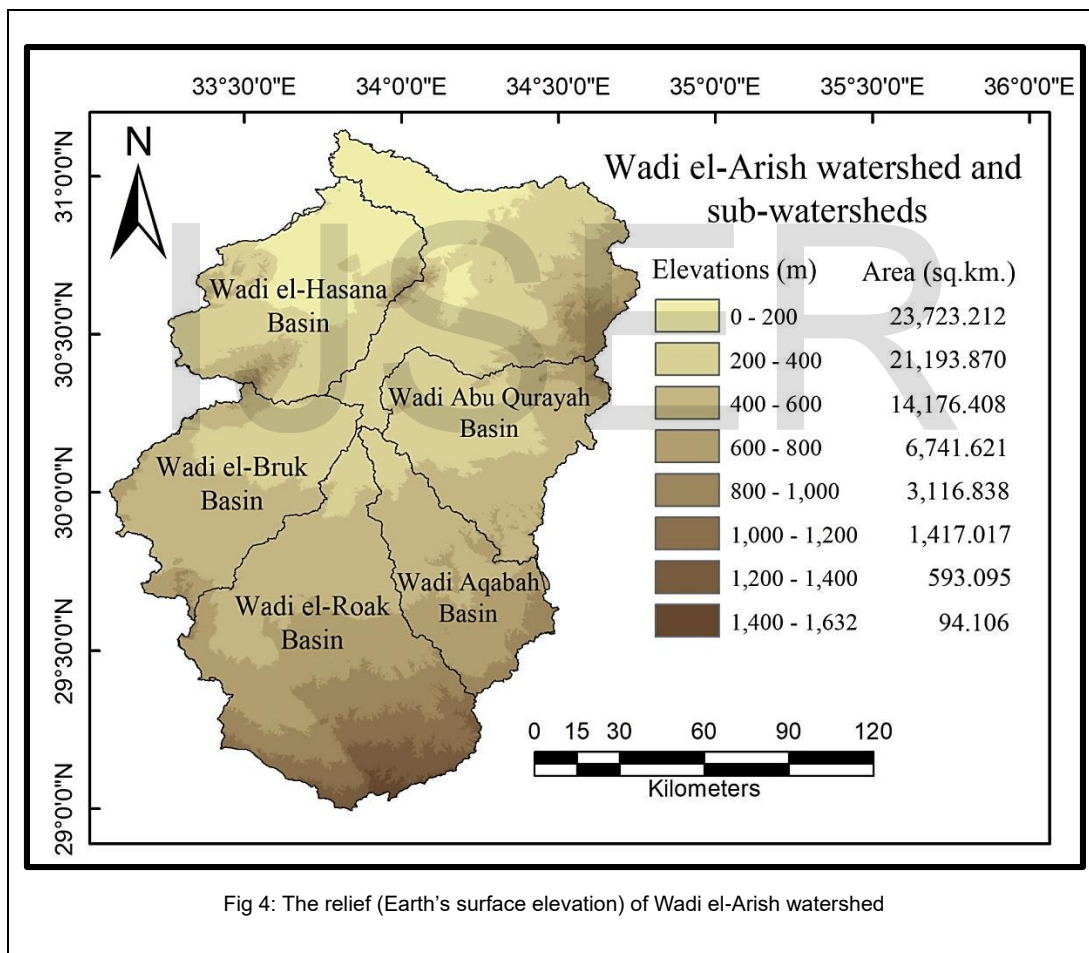 33°30'0"E 34°0'0"E 34°30'0"E 35°0'0"E 35°30'0"E 36°0'0"E
N
31°0'0"N
30°30'0"N
30°0'0"N
29°30'0"N
29°0'0"N
Wadi el-Arish watershed and
sub-watersheds
Elevations (m) Area (sq.km.)
0 - 200 23,723.212
200 - 400 21,193.870
400 - 600 14,176.408
600 - 800 6,741.621
800 - 1,000 3,116.838
1,000 - 1,200 1,417.017
1,200 - 1,400 593.095
1,400 - 1,632 94.106
Wadi el-Hasana
Basin
Wadi Abu Qurayah
Basin
Wadi el-Bruk
Basin
Wadi Aqabah
Basin
Wadi el-Roak
Basin
IJSER
0 15 30 60 90 120
Kilometers
Fig 4: The relief (Earth's surface elevation) of Wadi el-Arish watershed